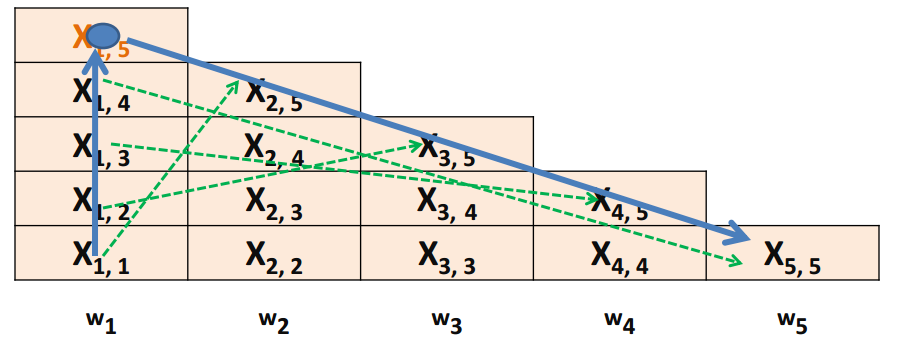 X1, 5
X1, 4 X2, 5
X1, 3 X2, 4 X3, 5
X1, 2 X2, 3 X3, 4 X4, 5
X1, 1 X2, 2 X3, 3 X4, 4 X5, 5
w1 w2 w3 w4 w5